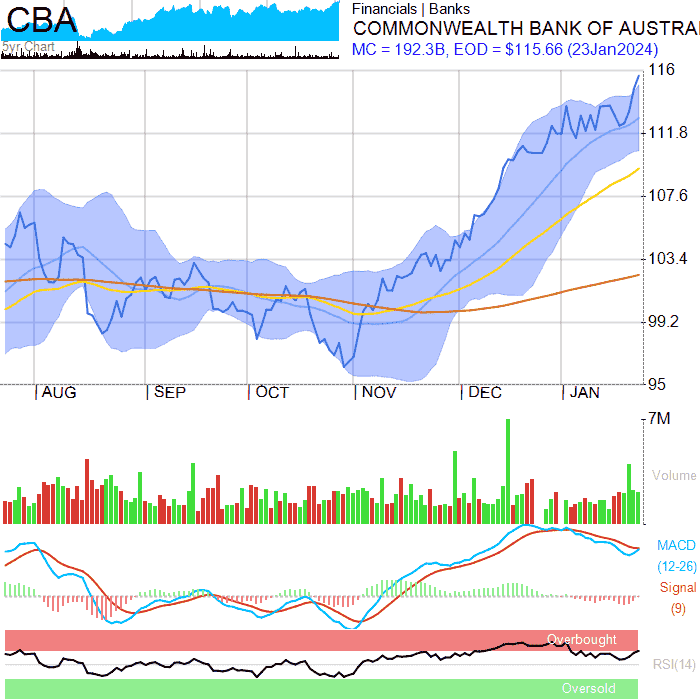 CBA
5yr Chart
Financials | Banks
COMMONWEALTH BANK OF AUSTRA
MC = 192.3B, EOD = $115.66 (23Jan2024)
116
111.8
107.6
103.4
99.2
95
AUG SEP OCT NOV DEC JAN
7M
Volume
MACD
(12-26)
Signal
(9)
Overbought
RSI(14)
Oversold